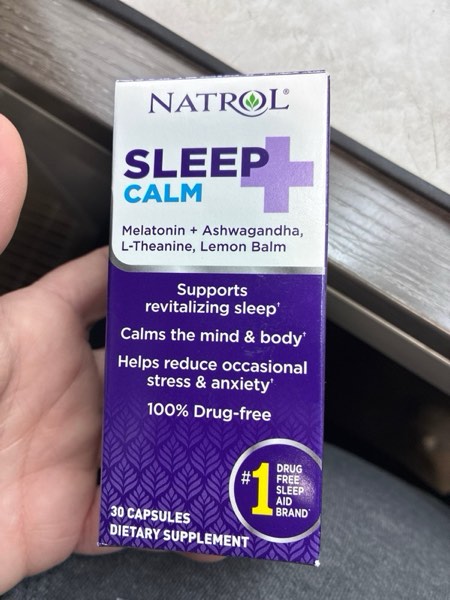 NATROL®
SLEEP+
CALM
Melatonin + Ashwagandha,
L-Theanine, Lemon Balm
Supports
revitalizing sleep†
Calms the mind & body†
Helps reduce occasional
stress & anxiety†
100% Drug-free
#1 DRUG
FREE
SLEEP
AID
BRAND^
30 CAPSULES
DIETARY SUPPLEMENT